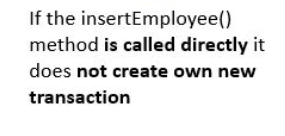 If the insertEmployee()
method is called directly it
does not create own new
transaction